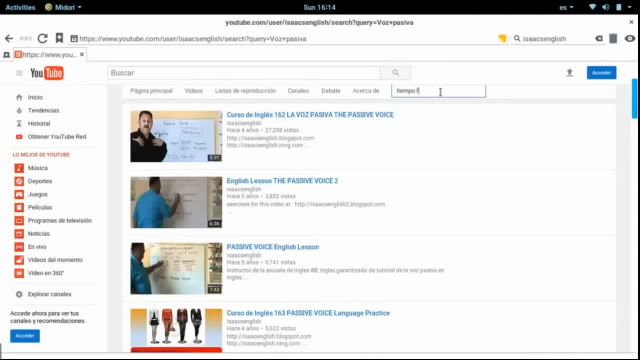 Activities Midori Sun 16:14 es
youtube.com/user/isaacsenglish/search?query=Voz+pasiva
https://www.youtube.com/user/isaacsenglish/search?query=Voz+pasiva isaacsenglish
https://www.you...
YouTube Buscar Acceder
Página principal Vídeos Listas de reproducción Canales Debate Acerca de tiempo f
Inicio
Tendencias
Historial
Obtener YouTube Red
LO MEJOR DE YOUTUBE
Música
Deportes
Juegos
Películas
Programas de televisión
Noticias
En vivo
Videos del momento
Video en 360°
Explorar canales
Accede ahora para ver tus
canales y recomendaciones.
Acceder
Curso de Inglés 162 LA VOZ PASIVA THE PASSIVE VOICE
isaacsenglish
Hace 4 años • 27,208 vistas
http://isaacsenglish.blogspot.com
http://isaacsenglish.ning.com...
5:31
English Lesson THE PASSIVE VOICE 2
isaacsenglish
Hace 5 años • 3,852 vistas
exercises for this video at : http://isaacsenglish2.blogspot.com
...
6:36
PASSIVE VOICE English Lesson
isaacsenglish
Hace 5 años • 9,741 vistas
Instructor de la escuela de ingles IBE ingles garantizado da tutorial de la voz pasiva en
ingles...
7:43
Curso de Inglés 163 PASSIVE VOICE Language Practice
isaacsenglish
Hace 4 años • 5,622 vistas
http://isaacsenglish.blogspot.com
http://isaacsenglish.ning.com...